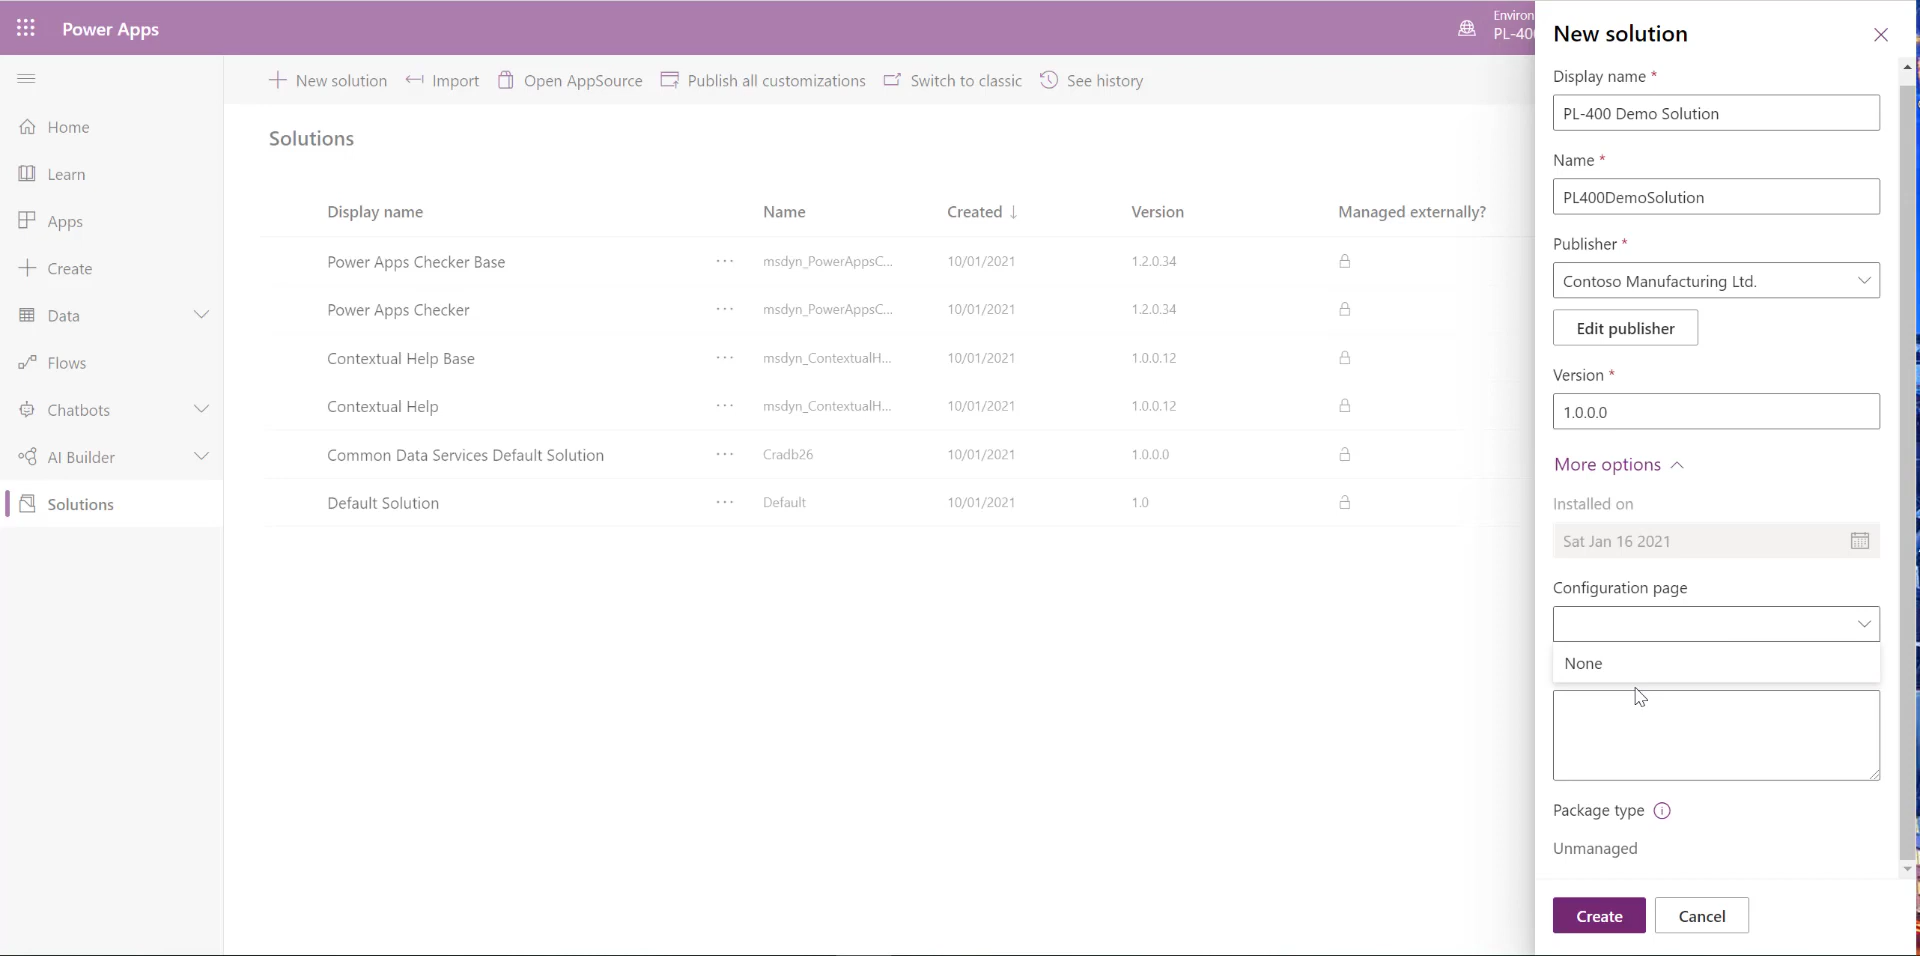 Power Apps
Environ
PL-400
New solution
Import
Open AppSource
Publish all customizations
Switch to classic
See history
Home
Learn
Apps
Create
Data
Flows
Chatbots
AI Builder
Solutions
Solutions
Display name Name Created ↓ Version Managed externally?
Power Apps Checker Base ... msdyn_PowerAppsC... 10/01/2021 1.2.0.34
Power Apps Checker ... msdyn_PowerAppsC... 10/01/2021 1.2.0.34
Contextual Help Base ... msdyn_ContextualH... 10/01/2021 1.0.0.12
Contextual Help ... msdyn_ContextualH... 10/01/2021 1.0.0.12
Common Data Services Default Solution ... Cradb26 10/01/2021 1.0.0.0
Default Solution ... Default 10/01/2021 1.0
New solution
Display name *
PL-400 Demo Solution
Name *
PL400DemoSolution
Publisher *
Contoso Manufacturing Ltd.
Edit publisher
Version *
1.0.0.0
More options
Installed on
Sat Jan 16 2021
Configuration page
None
Package type
Unmanaged
Create
Cancel